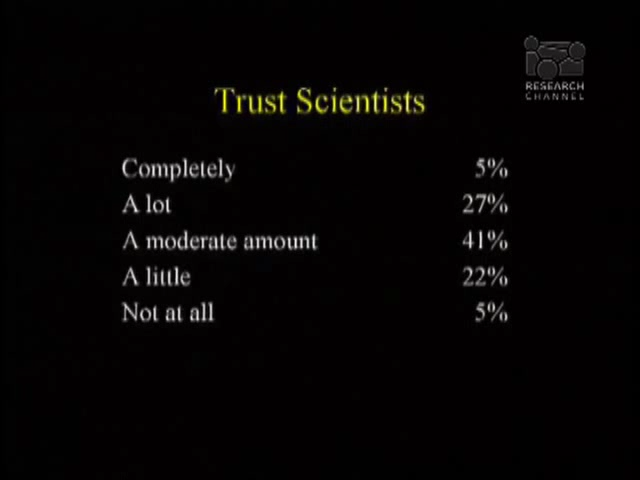 RESEARCH
CHANNEL
Trust Scientists
Completely 5%
A lot 27%
A moderate amount 41%
A little 22%
Not at all 5%